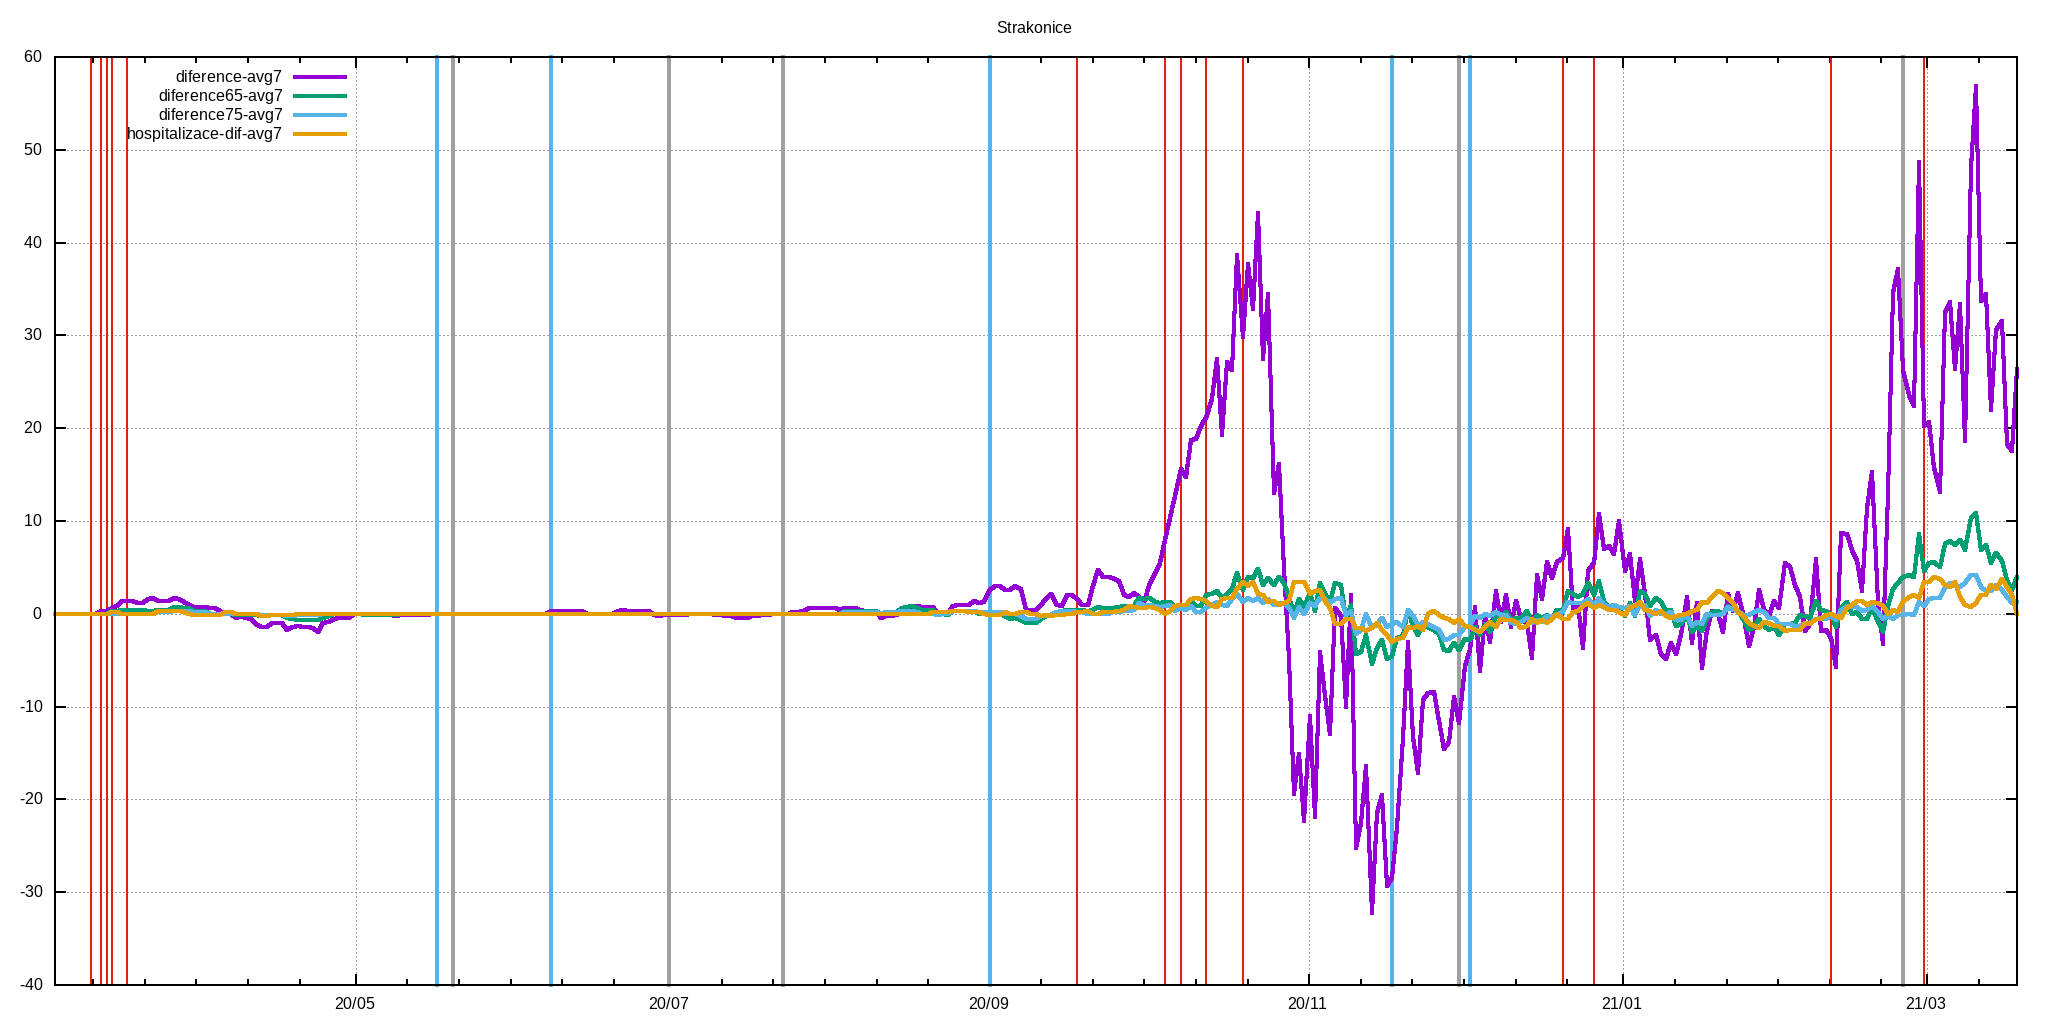 Strakonice
diference-avg7
diference65-avg7
diference75-avg7
hospitalizace-dif-avg7
60
50
40
30
20
10
0
-10
-20
-30
-40
20/05 20/07 20/09 20/11 21/01 21/03